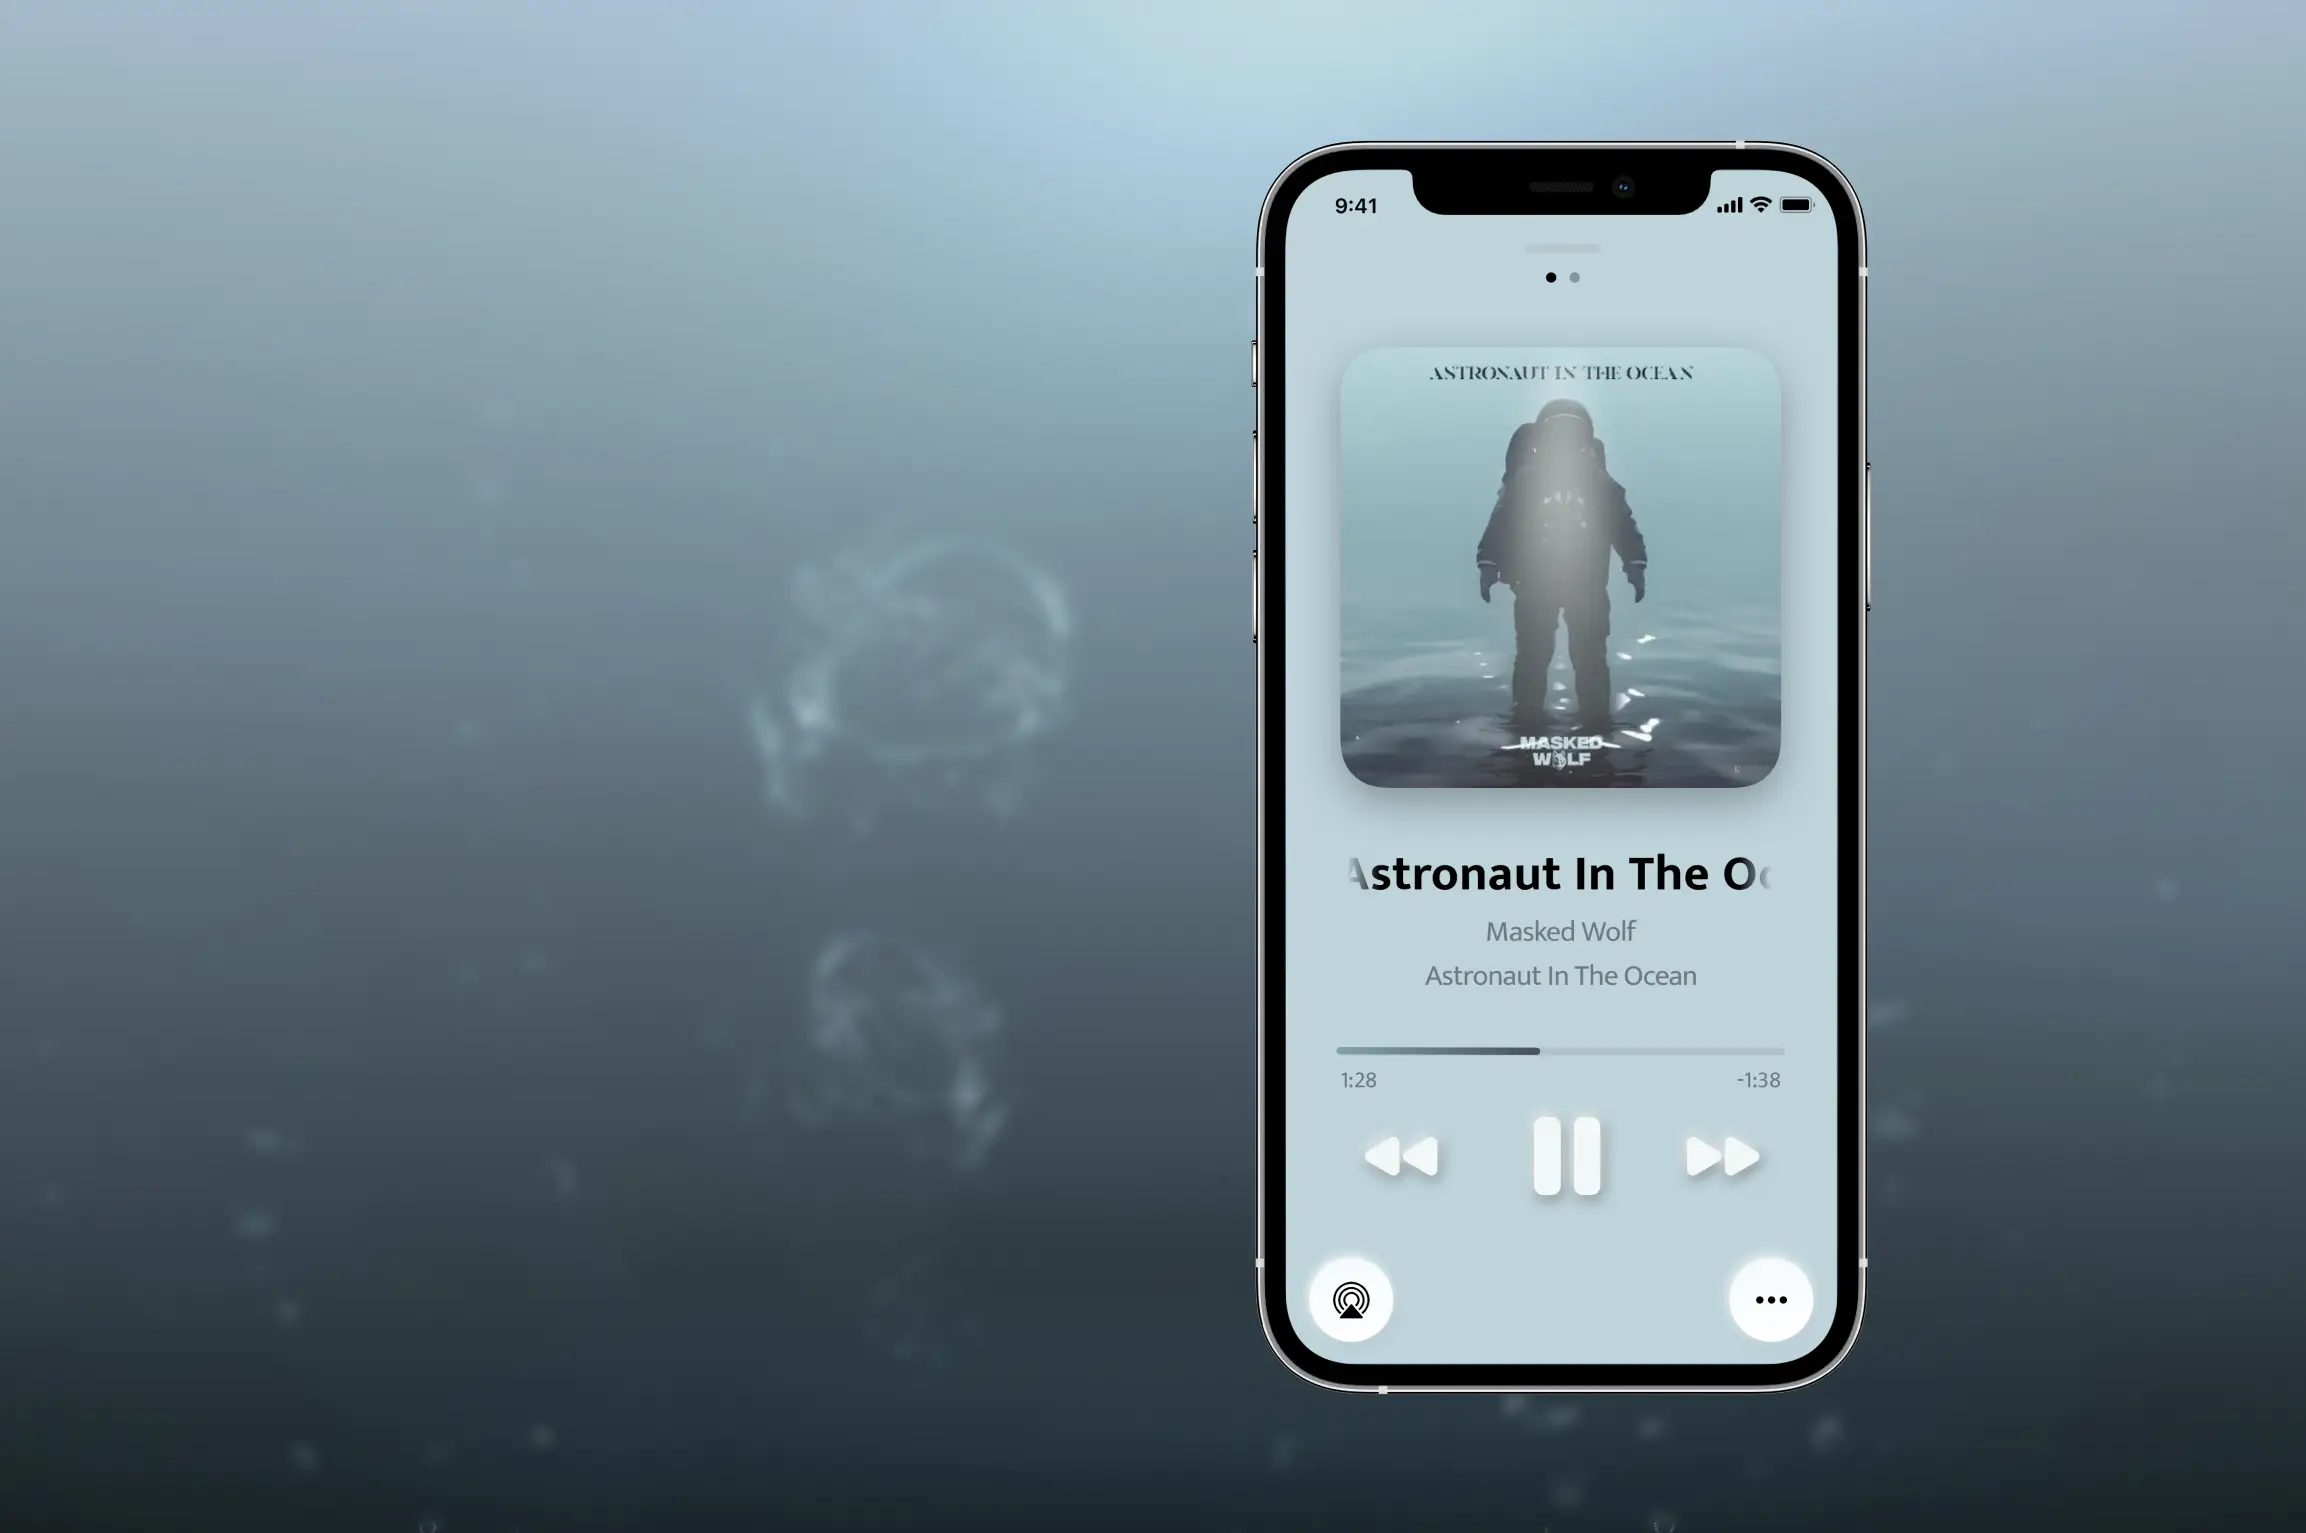 9:41
ASTRONAUT IN THE OCEAN
MASKED
WOLF
Astronaut In The Oc
Masked Wolf
Astronaut In The Ocean
1:28
-1:38